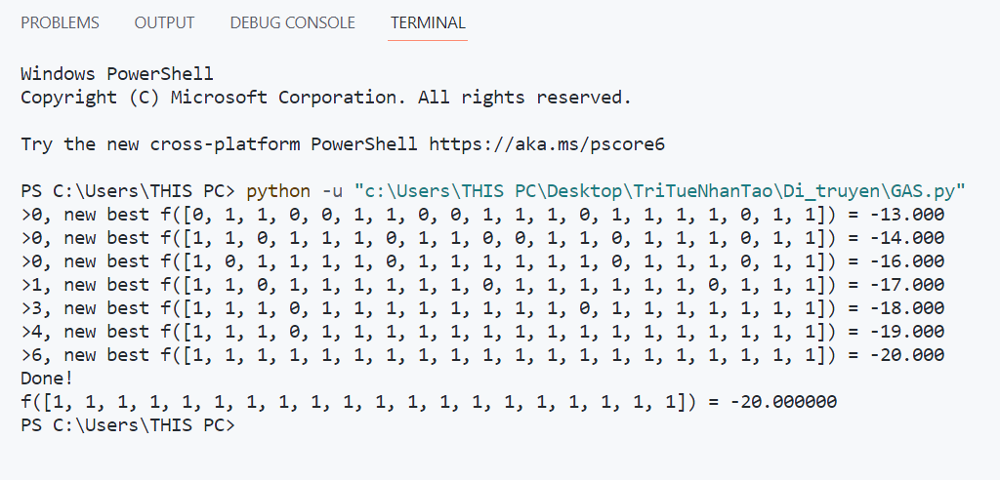 PROBLEMS OUTPUT DEBUG CONSOLE TERMINAL
Windows PowerShell
Copyright (C) Microsoft Corporation. All rights reserved.
Try the new cross-platform PowerShell https://aka.ms/pscore6
PS C:\Users\THIS PC> python -u "c:\Users\THIS PC\Desktop\TriTueNhanTao\Di_truyen\GAS.py"
>0, new best f([0, 1, 1, 0, 0, 1, 1, 0, 0, 1, 1, 1, 0, 1, 1, 1, 1, 0, 1, 1]) = -13.000
>0, new best f([1, 1, 0, 1, 1, 1, 0, 1, 1, 0, 0, 1, 1, 0, 1, 1, 1, 0, 1, 1]) = -14.000
>0, new best f([1, 0, 1, 1, 1, 1, 0, 1, 1, 1, 1, 1, 1, 0, 1, 1, 1, 0, 1, 1]) = -16.000
>1, new best f([1, 1, 0, 1, 1, 1, 1, 1, 1, 0, 1, 1, 1, 1, 1, 1, 0, 1, 1, 1]) = -17.000
>3, new best f([1, 1, 1, 0, 1, 1, 1, 1, 1, 1, 1, 1, 0, 1, 1, 1, 1, 1, 1, 1]) = -18.000
>4, new best f([1, 1, 1, 0, 1, 1, 1, 1, 1, 1, 1, 1, 1, 1, 1, 1, 1, 1, 1, 1]) = -19.000
>6, new best f([1, 1, 1, 1, 1, 1, 1, 1, 1, 1, 1, 1, 1, 1, 1, 1, 1, 1, 1, 1]) = -20.000
Done!
f([1, 1, 1, 1, 1, 1, 1, 1, 1, 1, 1, 1, 1, 1, 1, 1, 1, 1, 1, 1]) = -20.000000
PS C:\Users\THIS PC>